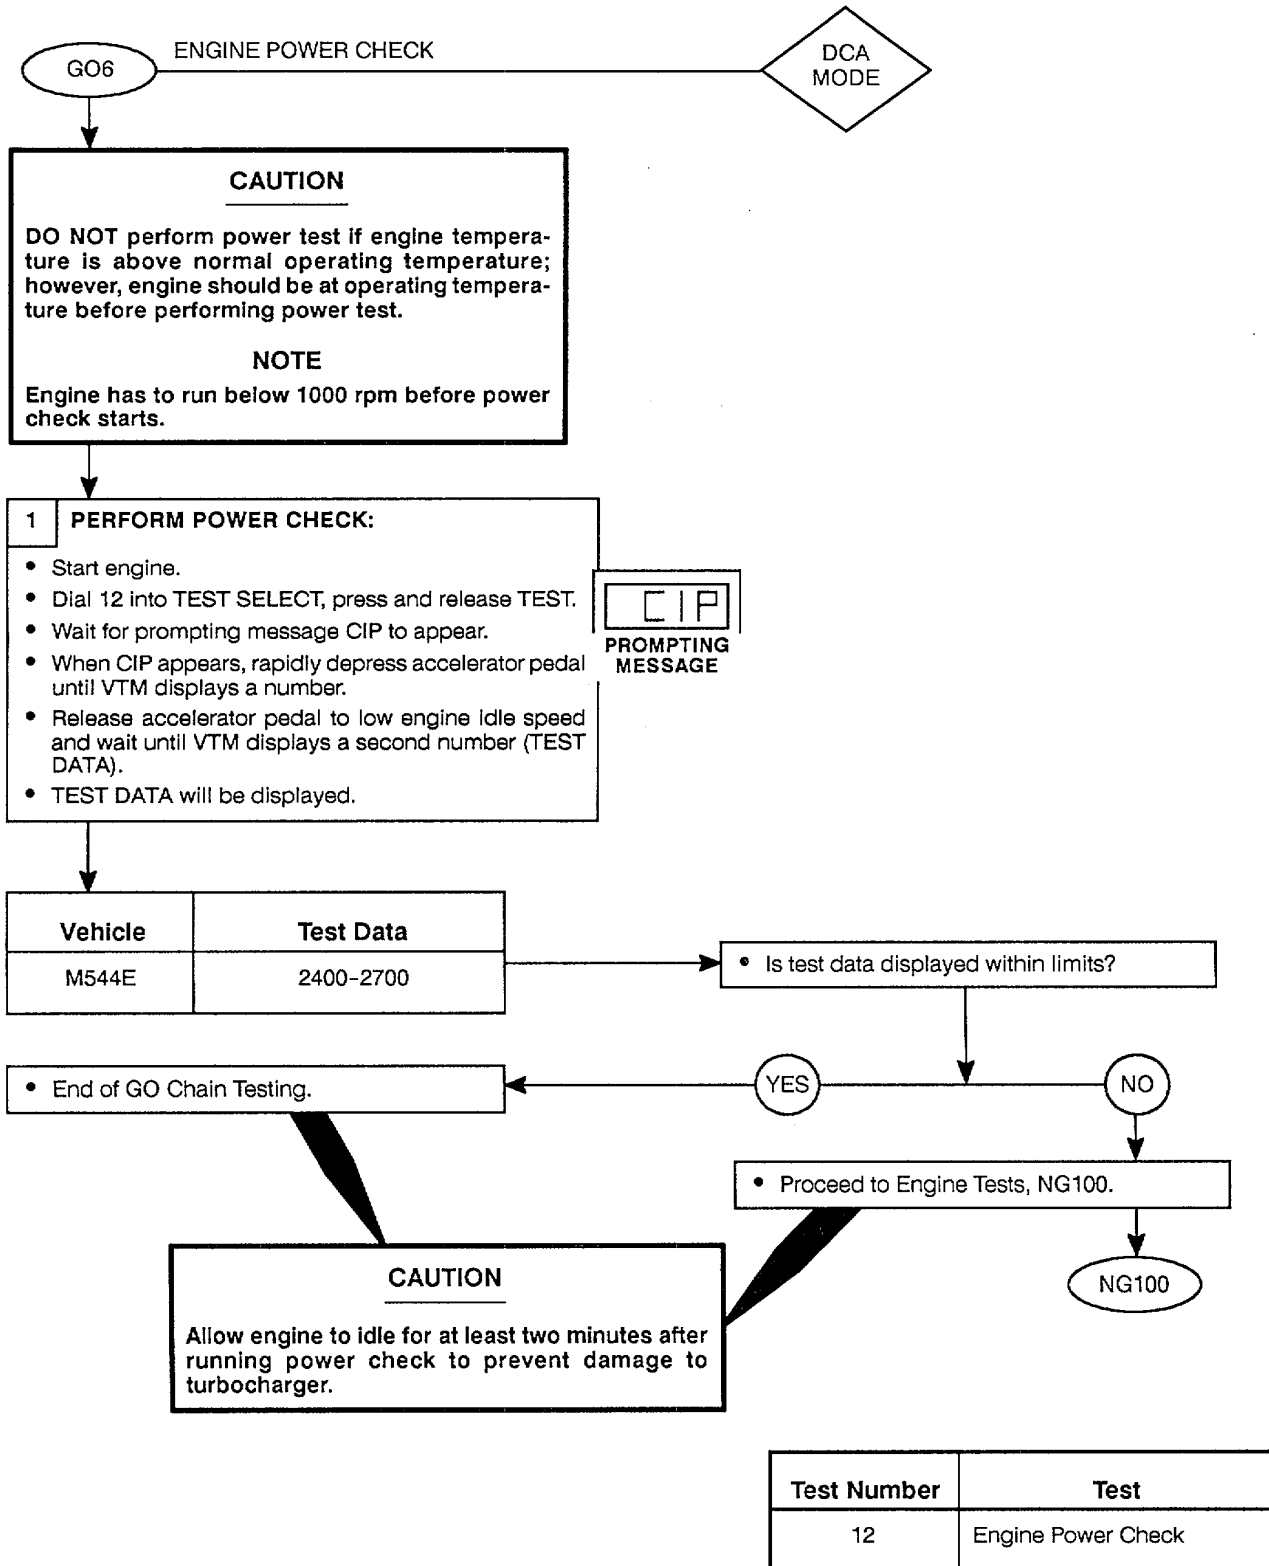 GO6
ENGINE POWER CHECK
DCA
MODE
CAUTION
DO NOT perform power test if engine tempera-
ture is above normal operating temperature;
however, engine should be at operating tempera-
ture before performing power test.
NOTE
Engine has to run below 1000 rpm before power
check starts.
1 PERFORM POWER CHECK:
• Start engine.
• Dial 12 into TEST SELECT, press and release TEST.
• Wait for prompting message CIP to appear.
• When CIP appears, rapidly depress accelerator pedal
until VTM displays a number.
• Release accelerator pedal to low engine idle speed
and wait until VTM displays a second number (TEST
DATA).
• TEST DATA will be displayed.
CIP
PROMPTING
MESSAGE
Vehicle Test Data
M544E 2400-2700
• Is test data displayed within limits?
YES
NO
• End of GO Chain Testing.
• Proceed to Engine Tests, NG100.
NG100
CAUTION
Allow engine to idle for at least two minutes after
running power check to prevent damage to
turbocharger.
Test Number Test
12 Engine Power Check